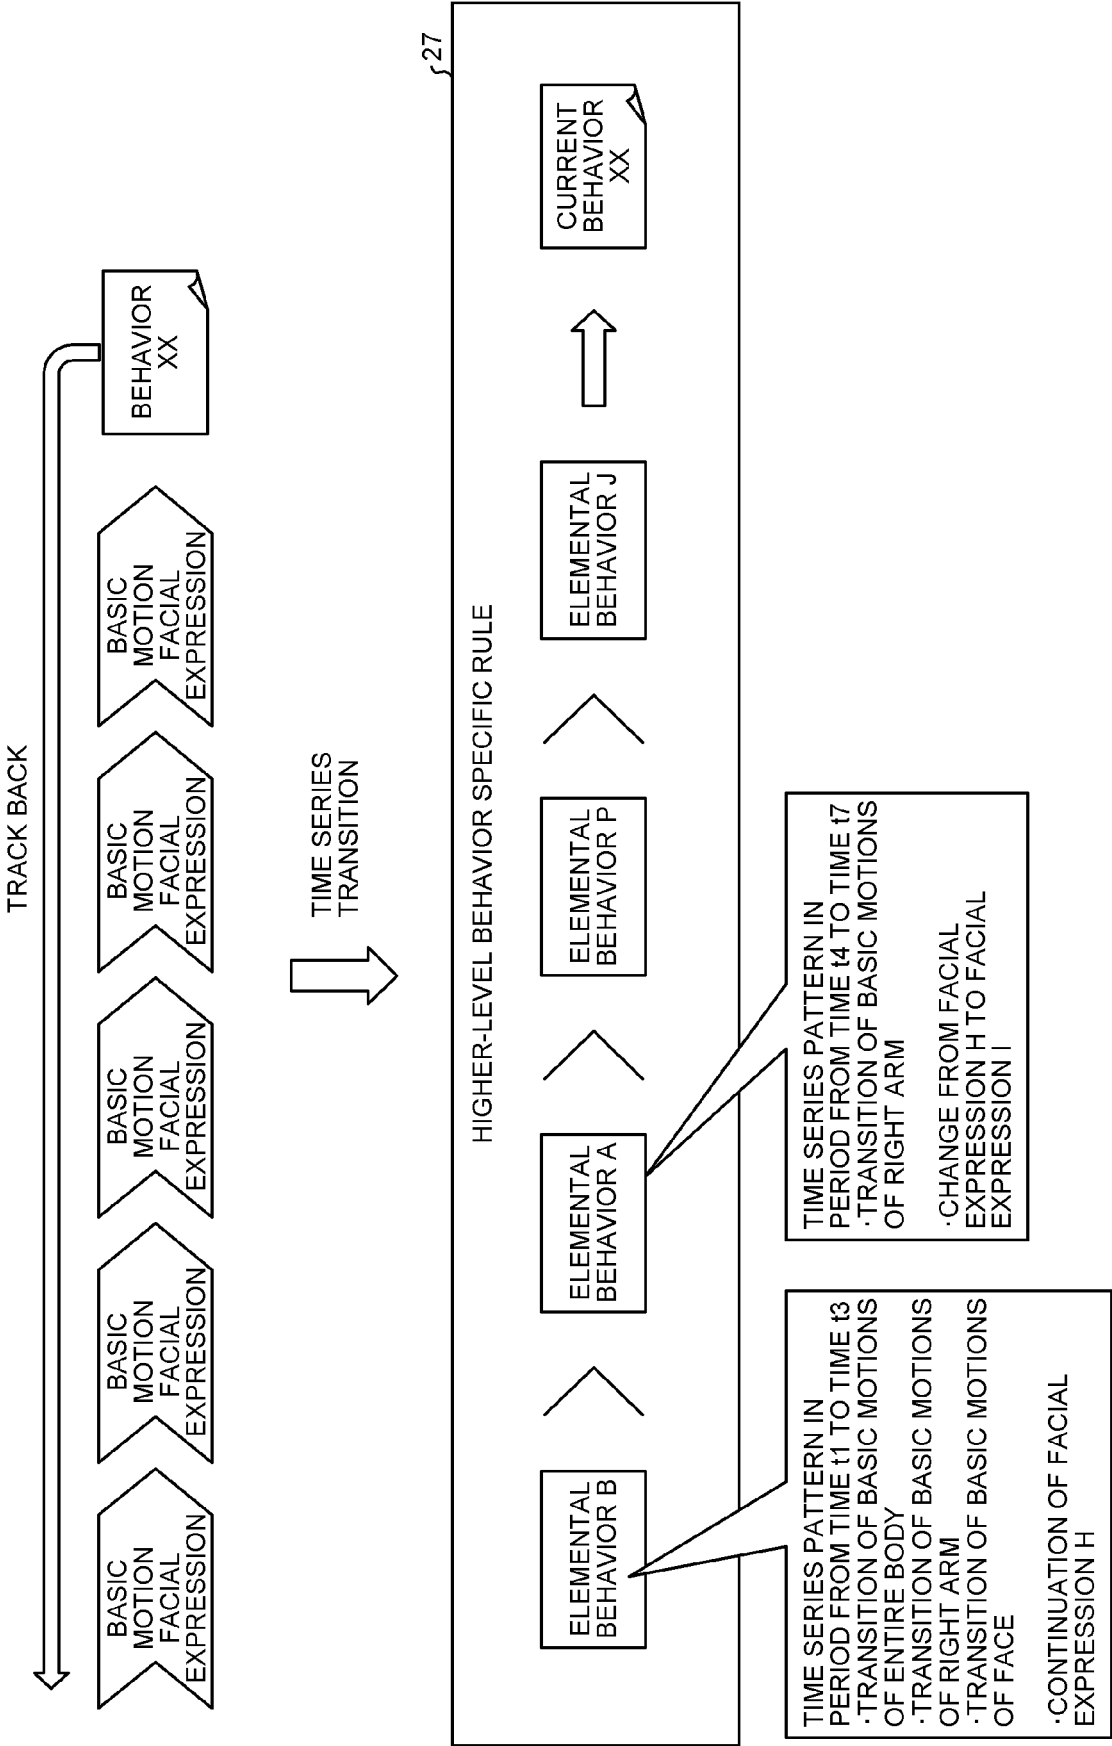 TRACK BACK
BASIC
MOTION
FACIAL
EXPRESSION
BASIC
MOTION
FACIAL
EXPRESSION
BASIC
MOTION
FACIAL
EXPRESSION
BASIC
MOTION
FACIAL
EXPRESSION
BASIC
MOTION
FACIAL
EXPRESSION
BEHAVIOR
XX
TIME SERIES
TRANSITION
27
HIGHER-LEVEL BEHAVIOR SPECIFIC RULE
ELEMENTAL
BEHAVIOR B
ELEMENTAL
BEHAVIOR A
ELEMENTAL
BEHAVIOR P
ELEMENTAL
BEHAVIOR J
CURRENT
BEHAVIOR
XX
TIME SERIES PATTERN IN
PERIOD FROM TIME t1 TO TIME t3
·TRANSITION OF BASIC MOTIONS
OF ENTIRE BODY
·TRANSITION OF BASIC MOTIONS
OF RIGHT ARM
·TRANSITION OF BASIC MOTIONS
OF FACE
·CONTINUATION OF FACIAL
EXPRESSION H
TIME SERIES PATTERN IN
PERIOD FROM TIME t4 TO TIME t7
·TRANSITION OF BASIC MOTIONS
OF RIGHT ARM
·CHANGE FROM FACIAL
EXPRESSION H TO FACIAL
EXPRESSION I